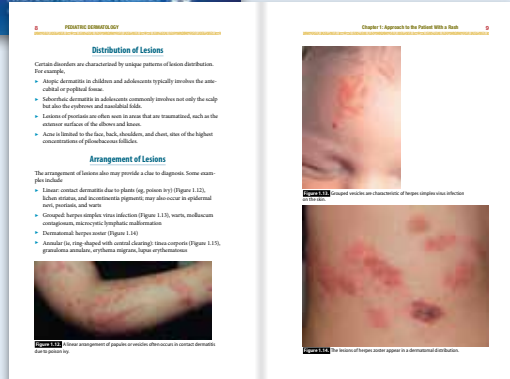 8 PEDIATRIC DERMATOLOGY
Distribution of Lesions
Certain disorders are characterized by unique patterns of lesion distribution.
For example,
► Atopic dermatitis in children and adolescents typically involves the ante-
cubital or popliteal fossae.
► Seborrheic dermatitis in adolescents commonly involves not only the scalp
but also the eyebrows and nasolabial folds.
► Lesions of psoriasis are often seen in areas that are traumatized, such as the
extensor surfaces of the elbows and knees.
► Acne is limited to the face, back, shoulders, and chest, sites of the highest
concentrations of pilosebaceous follicles.
Arrangement of Lesions
The arrangement of lesions also may provide a clue to diagnosis. Some exam-
ples include
► Linear: contact dermatitis due to plants (eg, poison ivy) (Figure 1.12),
lichen striatus, and incontinentia pigmenti; may also occur in epidermal
nevi, psoriasis, and warts
► Grouped: herpes simplex virus infection (Figure 1.13), warts, molluscum
contagiosum, microcystic lymphatic malformation
► Dermatomal: herpes zoster (Figure 1.14)
► Annular (ie, ring-shaped with central clearing): tinea corporis (Figure 1.15),
granuloma annulare, erythema migrans, lupus erythematosus
Figure 1.12. A linear arrangement of papules or vesicles often occurs in contact dermatitis
due to poison ivy.
Chapter 1: Approach to the Patient With a Rash 9
Figure 1.13. Grouped vesicles are characteristic of herpes simplex virus infection
on the skin.
Figure 1.14. The lesions of herpes zoster appear in a dermatomal distribution.